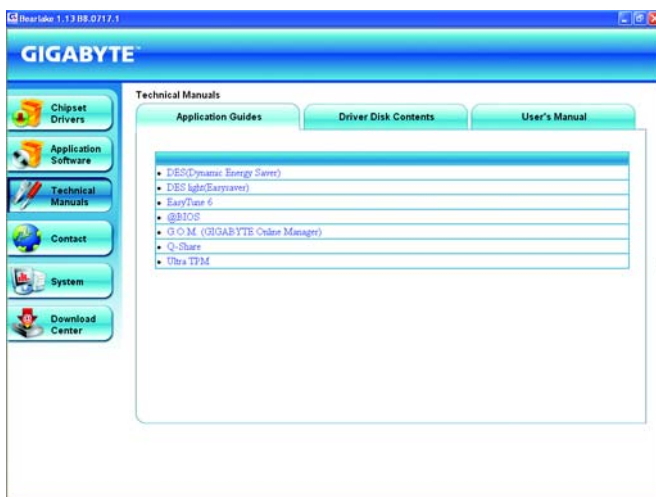 Bearlake 1.13 B8.0717.1
GIGABYTE™
Chipset
Drivers
Application
Software
Technical
Manuals
Contact
System
Download
Center
Technical Manuals
Application Guides
Driver Disk Contents
User's Manual
• DES(Dynamic Energy Saver)
• DES light(Easysaver)
• EasyTune 6
• @BIOS
• G.O.M. (GIGABYTE Online Manager)
• Q-Share
• Ultra TPM